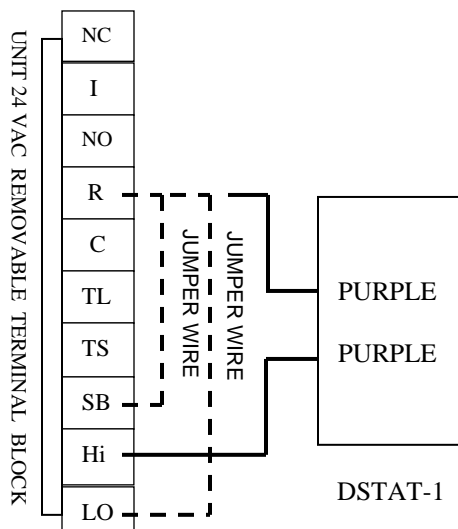 UNIT 24 VAC REMOVABLE TERMINAL BLOCK
NC
I
NO
R
C
TL
TS
SB
Hi
LO
JUMPER WIRE
JUMPER WIRE
PURPLE
PURPLE
DSTAT-1